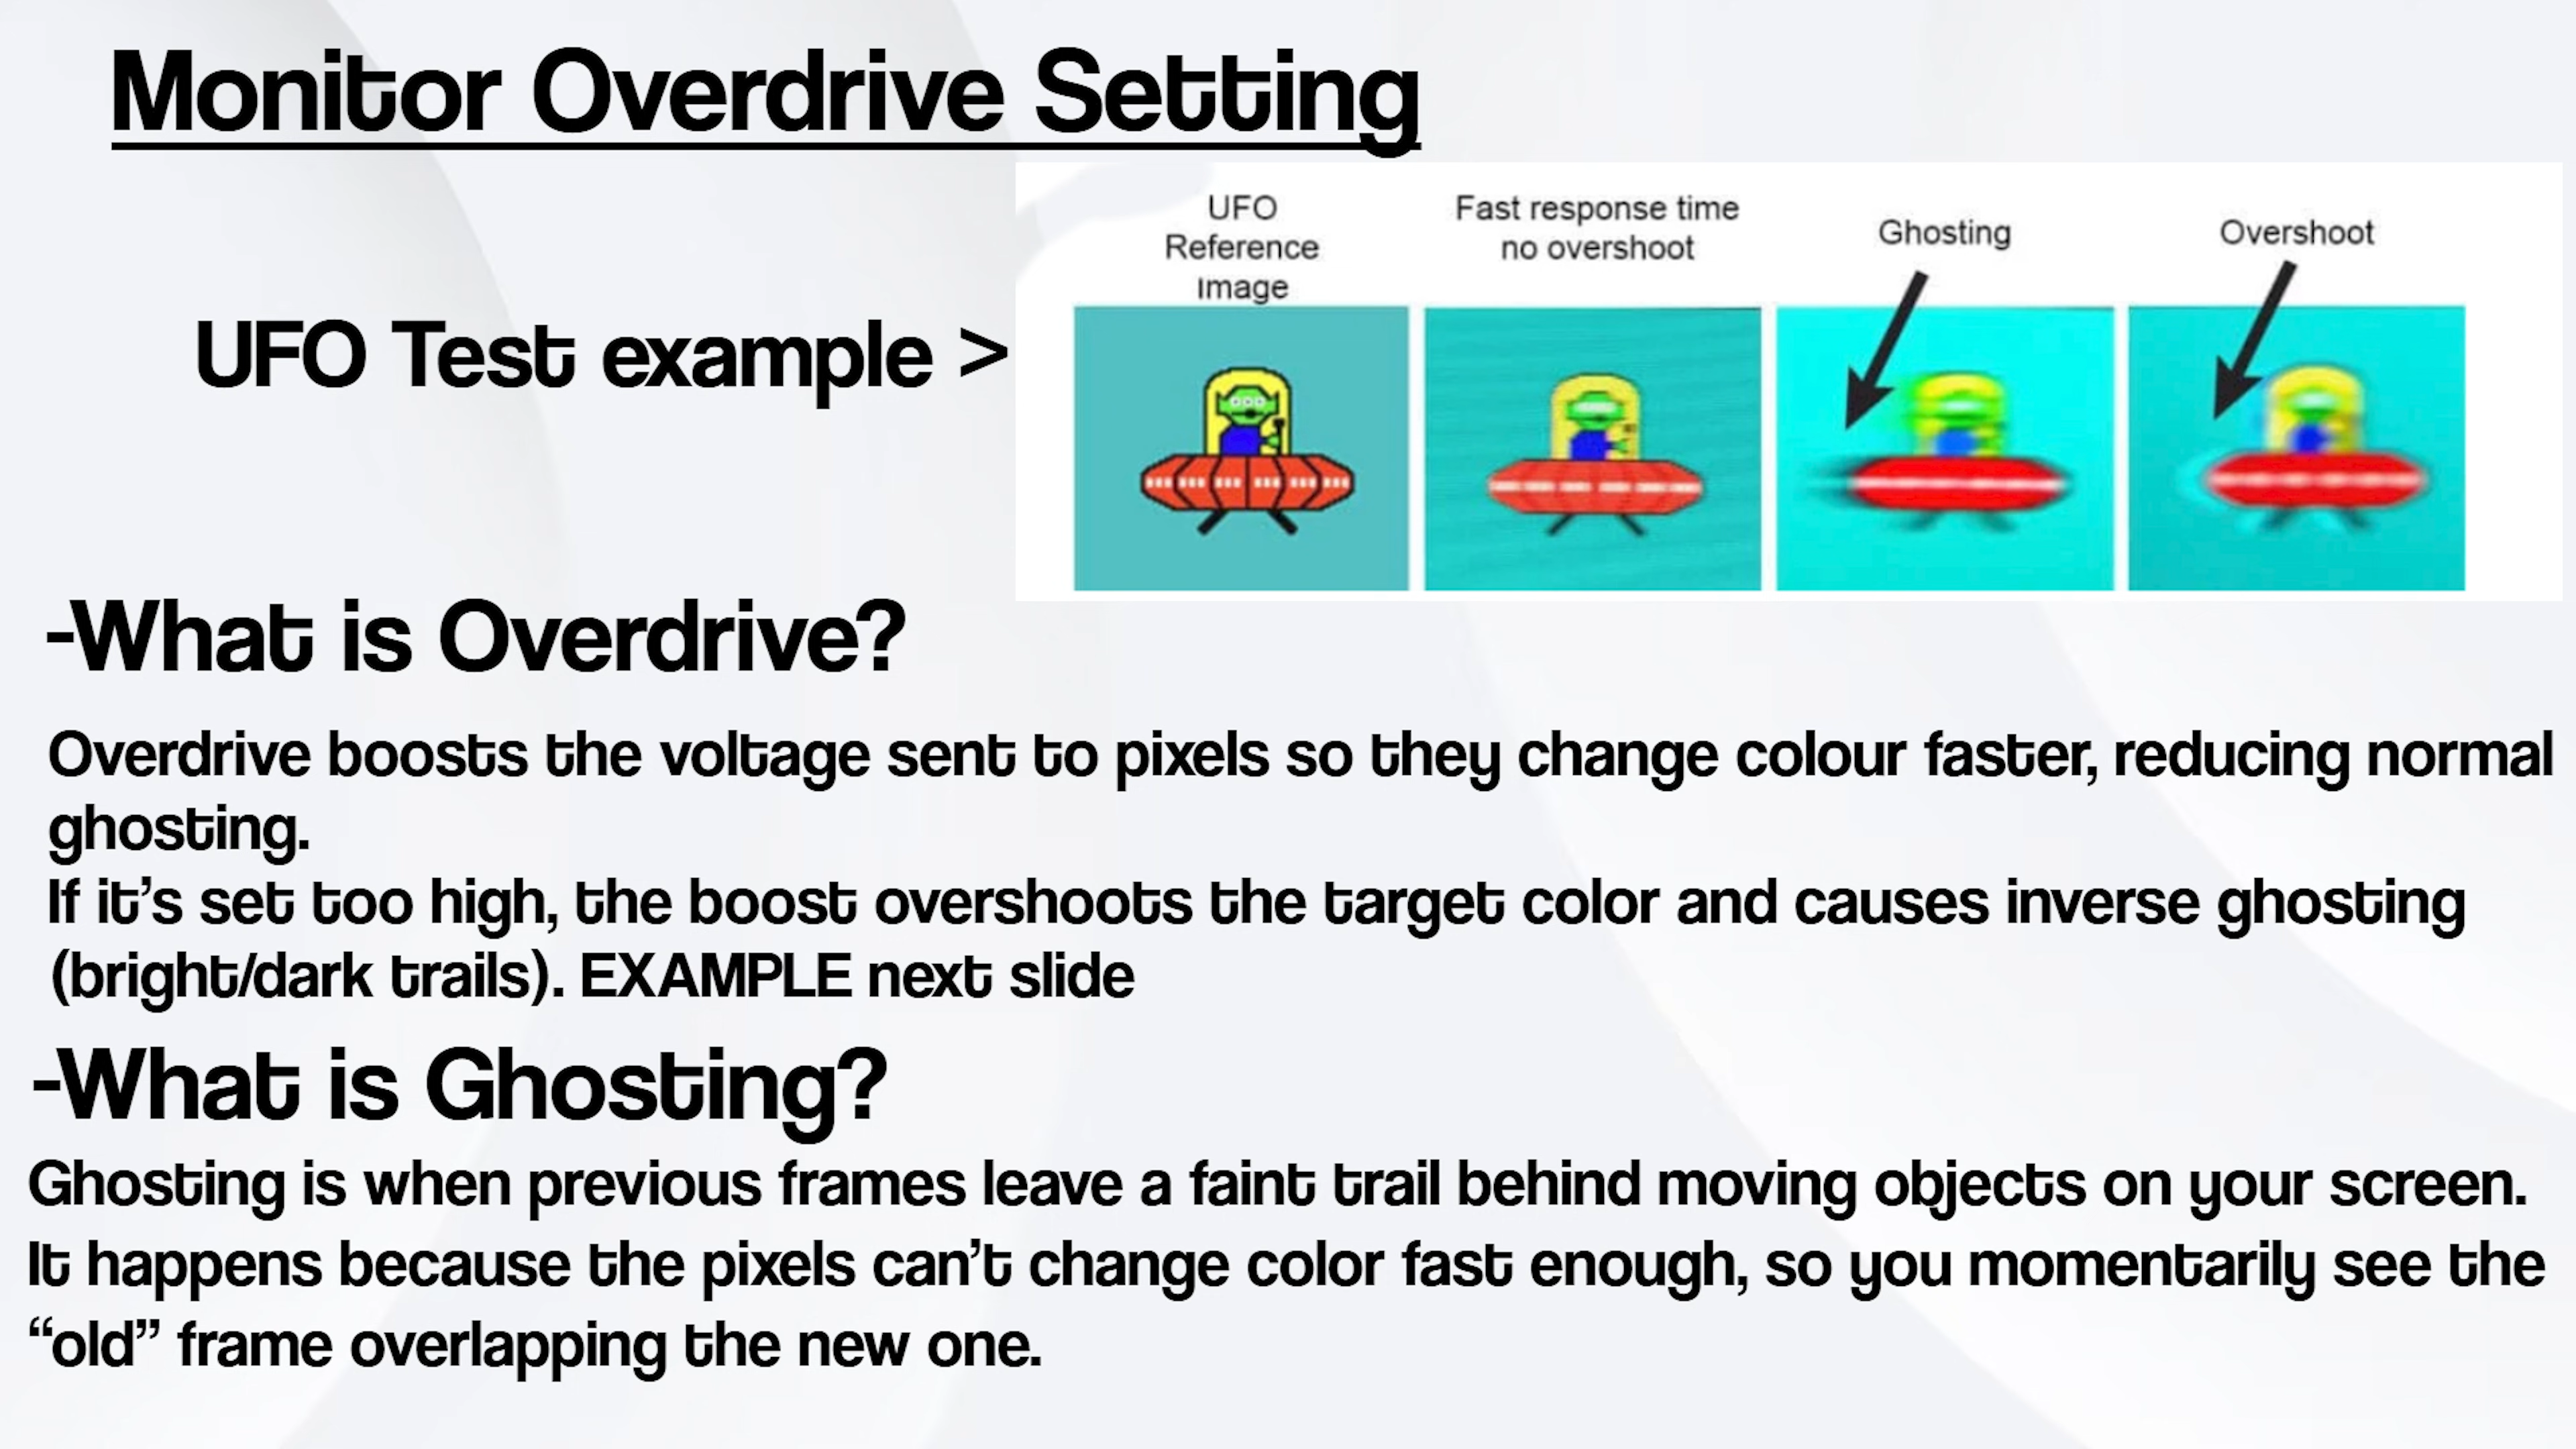 Monitor Overdrive Setting
UFO
Reference
Image
Fast response time
no overshoot
Ghosting
Overshoot
UFO Test example >
-What is Overdrive?
Overdrive boosts the voltage sent to pixels so they change colour faster, reducing normal
ghosting.
If it’s set too high, the boost overshoots the target color and causes inverse ghosting
(bright/dark trails). EXAMPLE next slide
-What is Ghosting?
Ghosting is when previous frames leave a faint trail behind moving objects on your screen.
It happens because the pixels can’t change color fast enough, so you momentarily see the
“old” frame overlapping the new one.